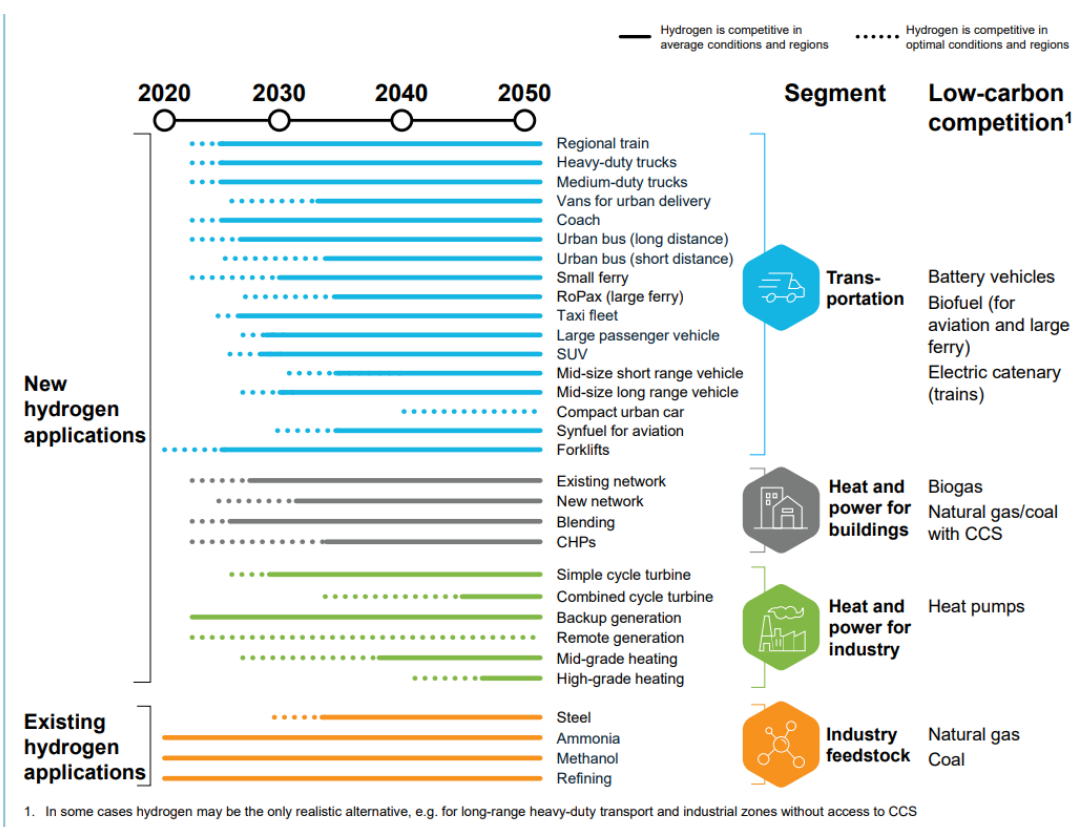 Hydrogen is competitive in
average conditions and regions
Hydrogen is competitive in
optimal conditions and regions
2020
2030
2040
2050
Segment
Low-carbon
competition1
New
hydrogen
applications
Regional train
Heavy-duty trucks
Medium-duty trucks
Vans for urban delivery
Coach
Urban bus (long distance)
Urban bus (short distance)
Small ferry
RoPax (large ferry)
Taxi fleet
Large passenger vehicle
SUV
Mid-size short range vehicle
Mid-size long range vehicle
Compact urban car
Synfuel for aviation
Forklifts
Trans-
portation
Battery vehicles
Biofuel (for
aviation and large
ferry)
Electric catenary
(trains)
Existing network
New network
Blending
CHPs
Heat and
power for
buildings
Biogas
Natural gas/coal
with CCS
Simple cycle turbine
Combined cycle turbine
Backup generation
Remote generation
Mid-grade heating
High-grade heating
Heat and
power for
industry
Heat pumps
Existing
hydrogen
applications
Steel
Ammonia
Methanol
Refining
Industry
feedstock
Natural gas
Coal
1. In some cases hydrogen may be the only realistic alternative, e.g. for long-range heavy-duty transport and industrial zones without access to CCS